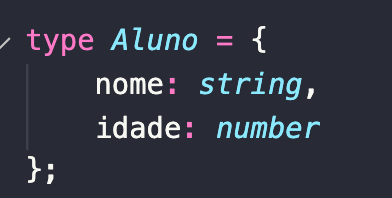 type Aluno = {
    nome: string,
    idade: number
};